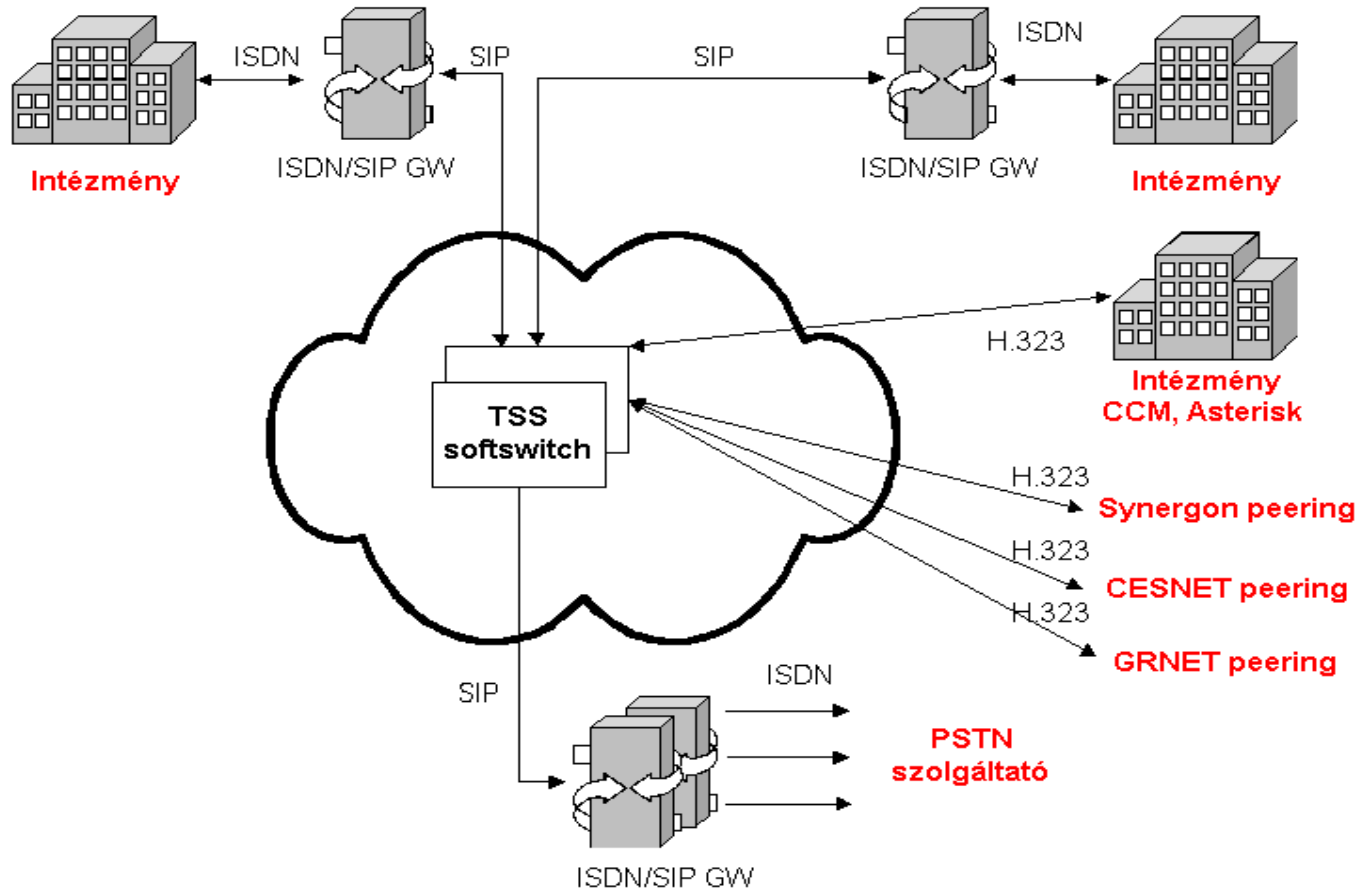 ISDN
SIP
SIP
ISDN
ISDN/SIP GW
ISDN/SIP GW
Intézmény
Intézmény
H.323
Intézmény
CCM, Asterisk
TSS
softswitch
H.323
Synergon peering
H.323
CESNET peering
H.323
GRNET peering
SIP
ISDN
PSTN
szolgáltató
ISDN/SIP GW